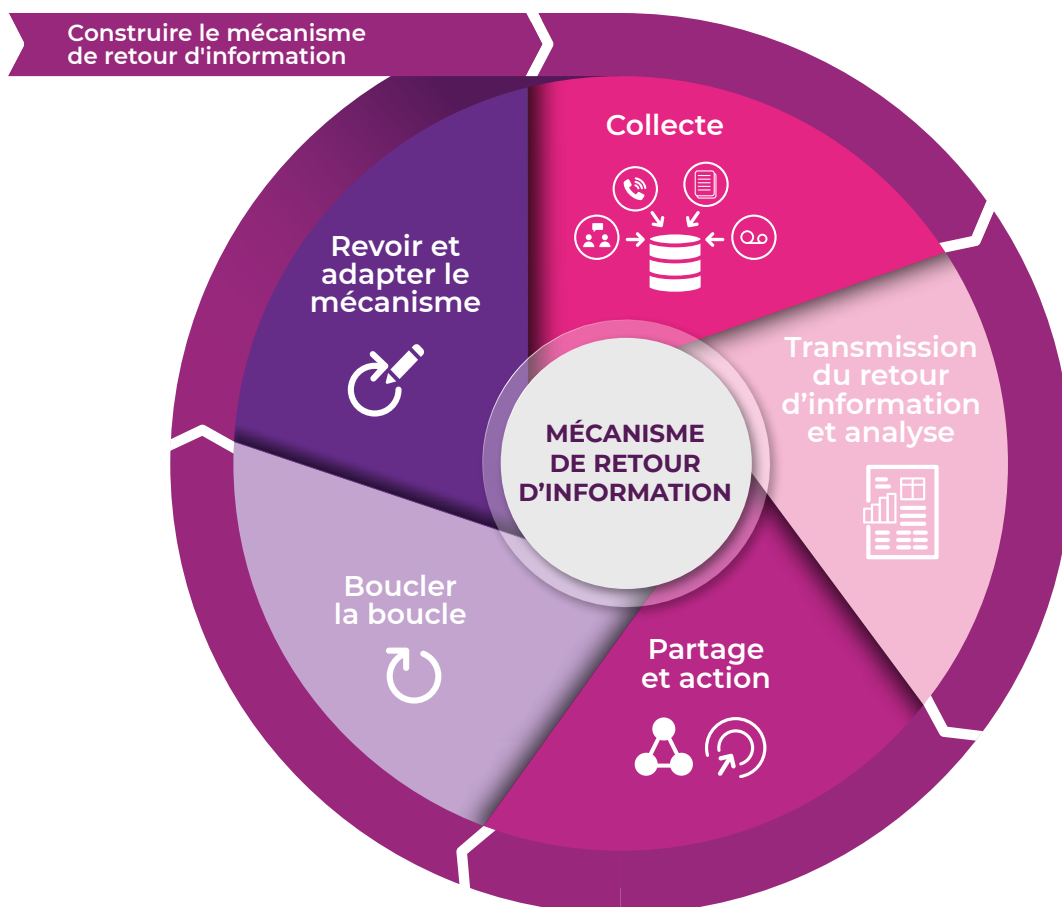 Construire le mécanisme
de retour d'information
Collecte
Transmission
du retour
d’information
et analyse
Partage
et action
Boucler
la boucle
Revoir et
adapter le
mécanisme
MÉCANISME
DE RETOUR
D’INFORMATION